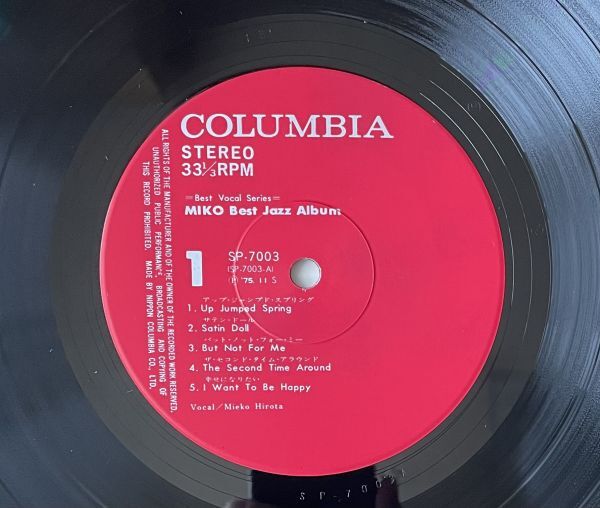 COLUMBIA
STEREO
33⅓RPM
=Best Vocal Series=
MIKO Best Jazz Album
1
SP-7003
(SP-7003-A)
Ⓗ '75.11 S
アップ・ジャンプド・スプリング
1. Up Jumped Spring
サテン・ドール
2. Satin Doll
バット・ノット・フォー・ミー
3. But Not For Me
ザ・セコンド・タイム・アラウンド
4. The Second Time Around
幸せになりたい
5. I Want To Be Happy
Vocal/Mieko Hirota
ALL RIGHTS OF THE MANUFACTURER AND OF THE OWNER OF THE RECORDED WORK RESERVED.
UNAUTHORIZED PUBLIC PERFORMANCE, BROADCASTING AND COPYING OF
THIS RECORD PROHIBITED. MADE BY NIPPON COLUMBIA CO., LTD.